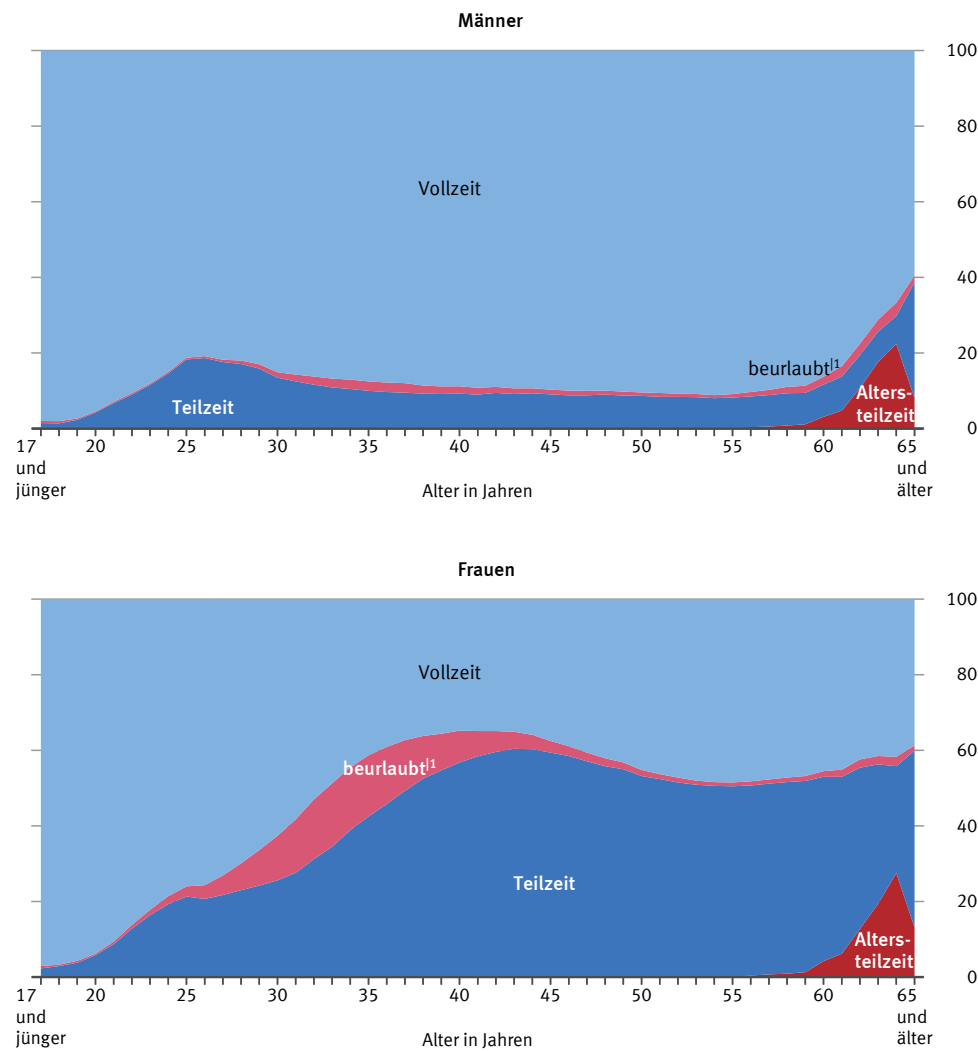 Männer
100
80
Vollzeit
60
40
beurlaubt|1
20
Teilzeit
Alters-
teilzeit
0
17 20 25 30 35 40 45 50 55 60 65
und und
jünger Alter in Jahren älter
Frauen
100
80
Vollzeit
60
beurlaubt|1
40
Teilzeit
20
Alters-
teilzeit
0
17 20 25 30 35 40 45 50 55 60 65
und und
jünger Alter in Jahren älter